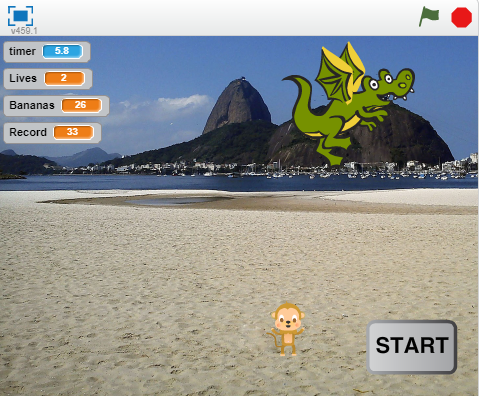 v459.1
timer 5.8
Lives 2
Bananas 26
Record 33
START